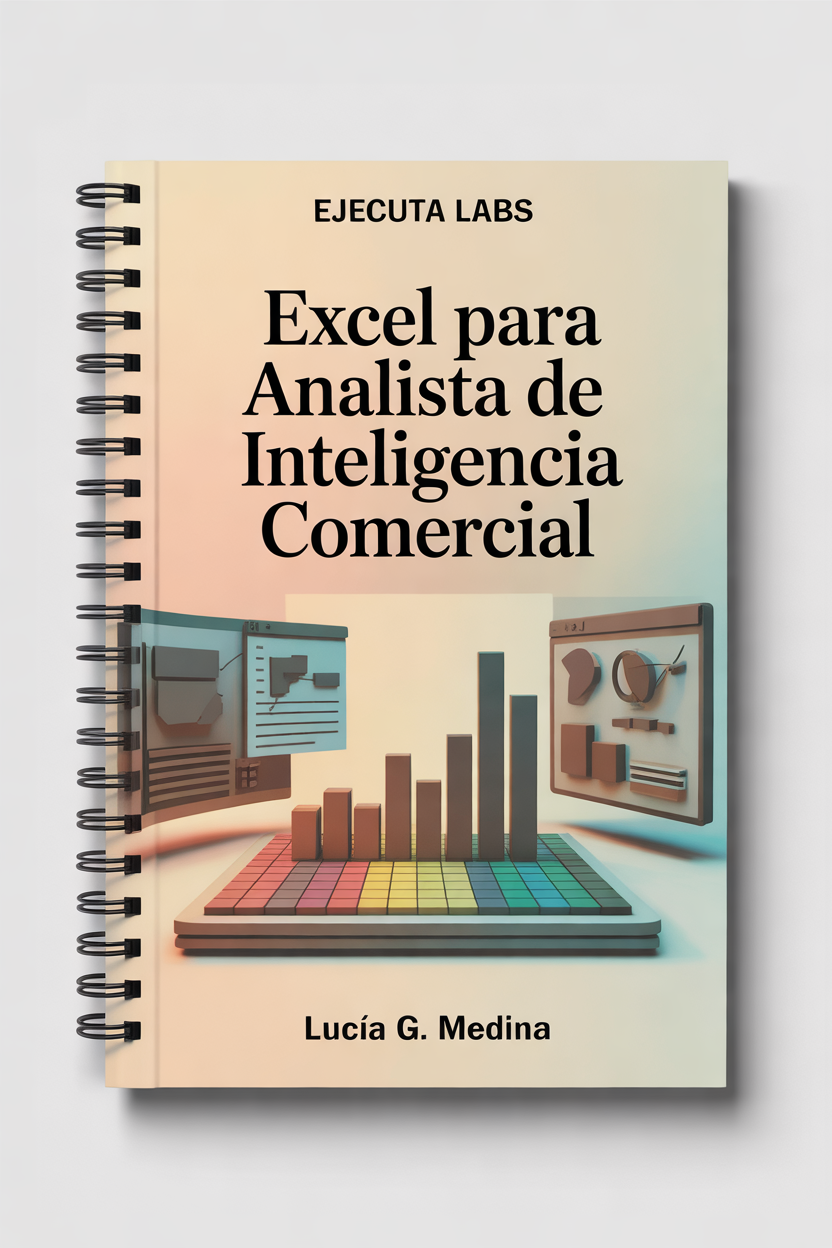 EJECUTA LABS
Excel para
Analista de
Inteligencia
Comercial
Lucía G. Medina